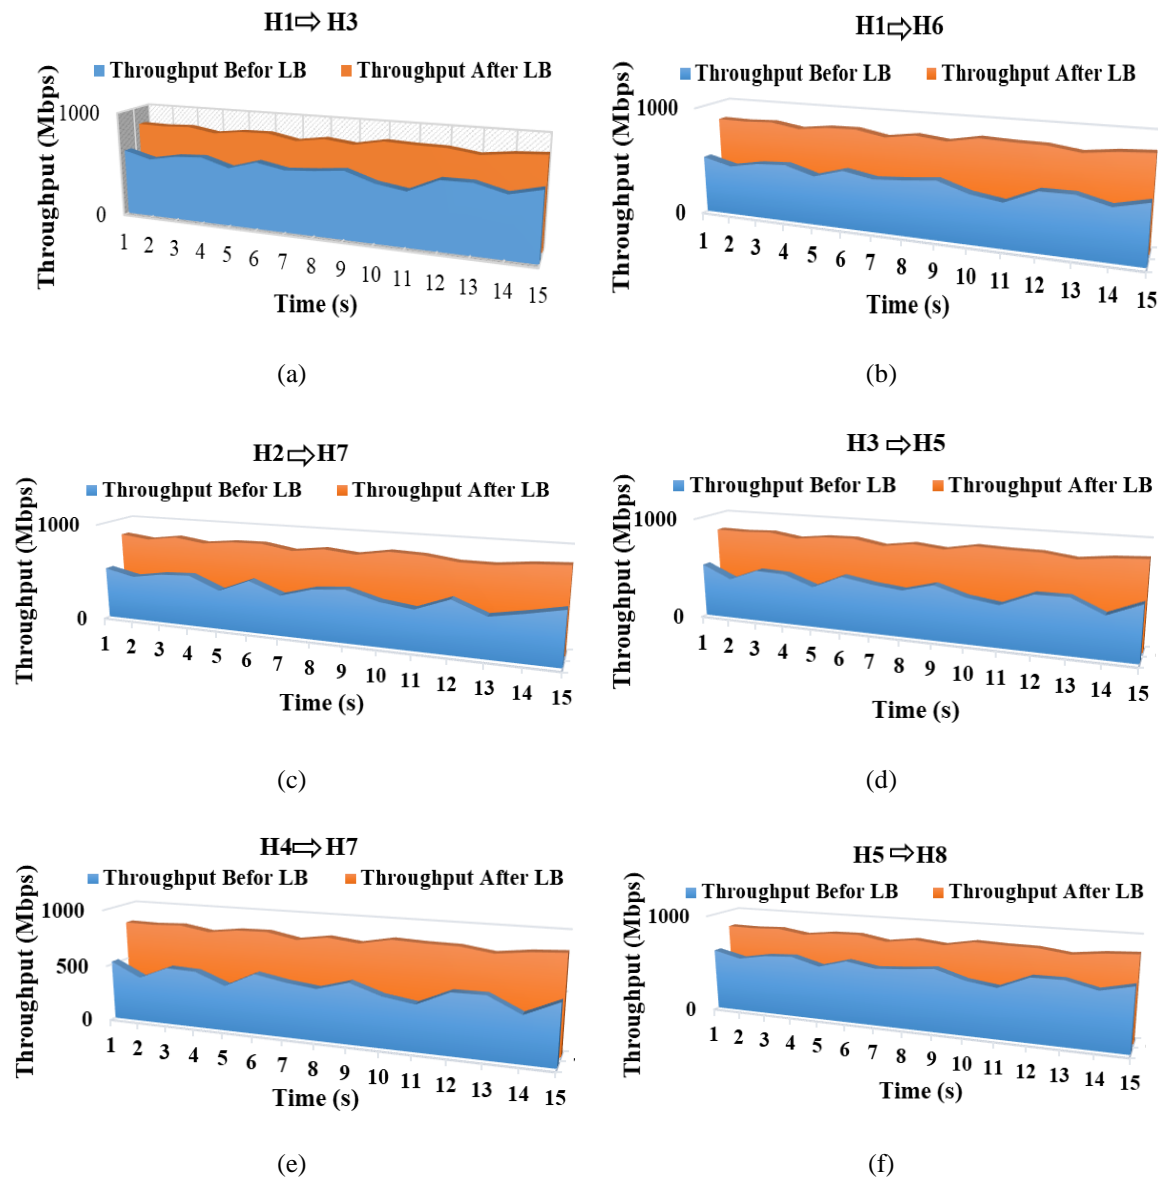 H1⇨ H3
Throughput Befor LB Throughput After LB
Throughput (Mbps)
1000
0
1 2 3 4 5 6 7 8 9 10 11 12 13 14 15
Time (s)
(a)
H1⇨H6
Throughput Befor LB Throughput After LB
Throughput (Mbps)
1000
0
1 2 3 4 5 6 7 8 9 10 11 12 13 14 15
Time (s)
(b)
H2⇨H7
Throughput Befor LB Throughput After LB
Throughput (Mbps)
1000
0
1 2 3 4 5 6 7 8 9 10 11 12 13 14 15
Time (s)
(c)
H3 ⇨H5
Throughput Befor LB Throughput After LB
Throughput (Mbps)
1000
0
1 2 3 4 5 6 7 8 9 10 11 12 13 14 15
Time (s)
(d)
H4⇨H7
Throughput Befor LB Throughput After LB
Throughput (Mbps)
1000
500
0
1 2 3 4 5 6 7 8 9 10 11 12 13 14 15
Time (s)
(e)
H5 ⇨H8
Throughput Befor LB Throughput After LB
Throughput (Mbps)
1000
0
1 2 3 4 5 6 7 8 9 10 11 12 13 14 15
Time (s)
(f)